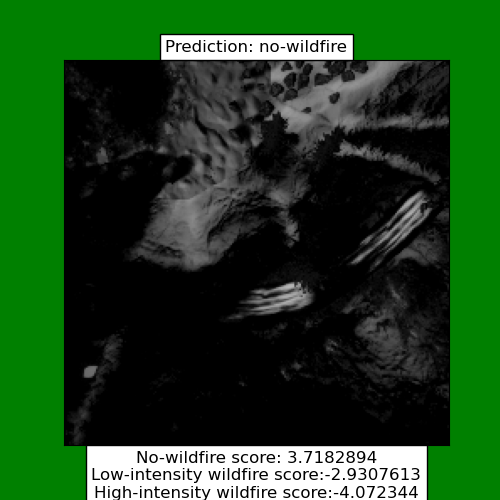 Prediction: no-wildfire
No-wildfire score: 3.7182894
Low-intensity wildfire score:-2.9307613
High-intensity wildfire score:-4.072344